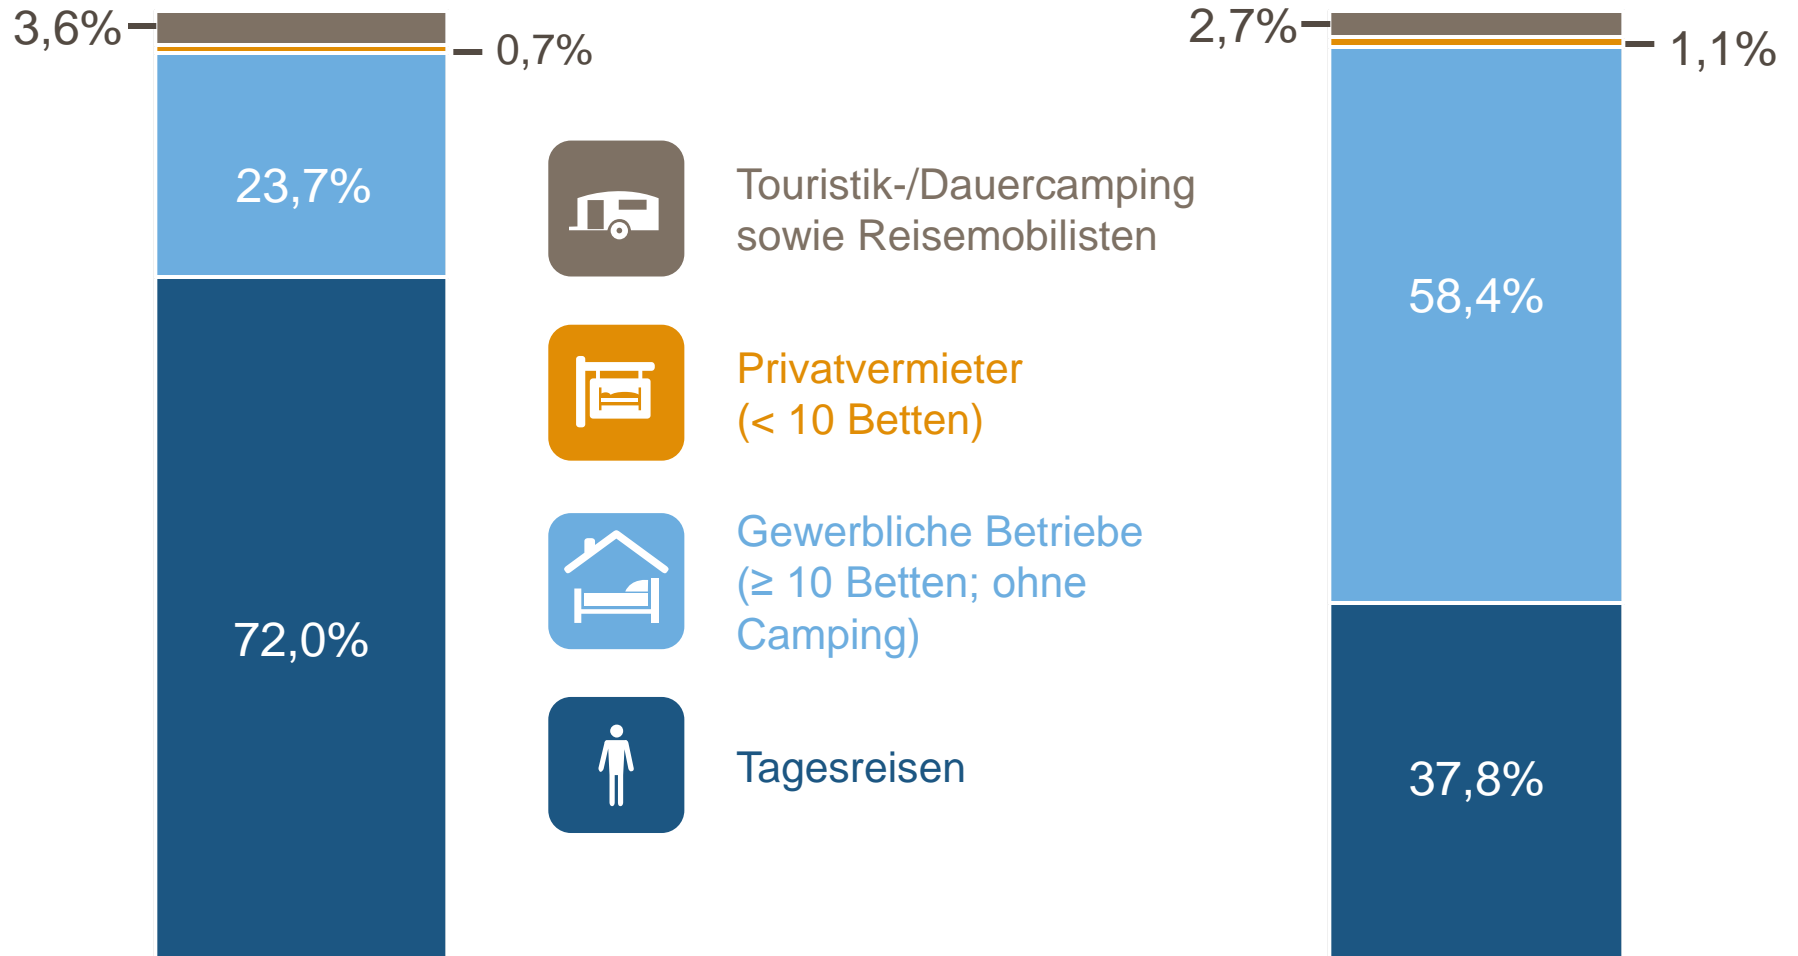 3,6%
0,7%
23,7%
72,0%
Touristik-/Dauercamping
sowie Reisemobilisten
Privatvermieter
(< 10 Betten)
Gewerbliche Betriebe
(≥ 10 Betten; ohne
Camping)
Tagesreisen
2,7%
1,1%
58,4%
37,8%